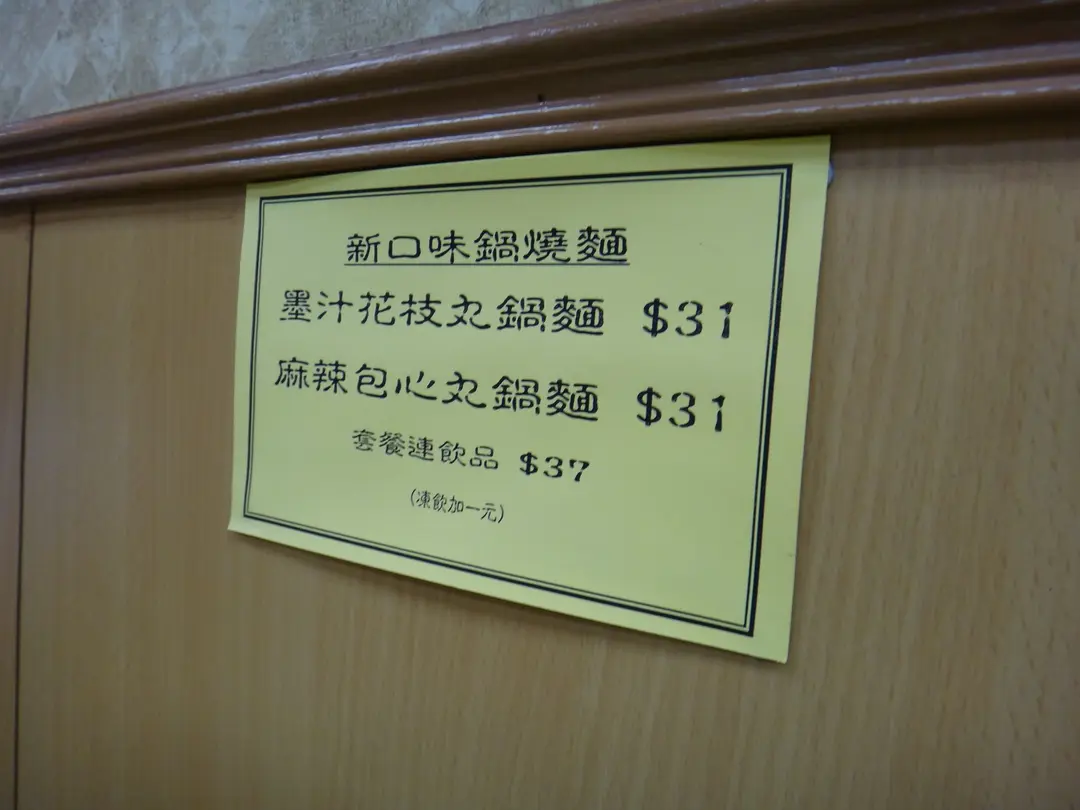 新口味鍋燒麵
墨汁花枝丸鍋麵 $31
麻辣包心丸鍋麵 $31
套餐連飲品 $37
(凍飲加一元)